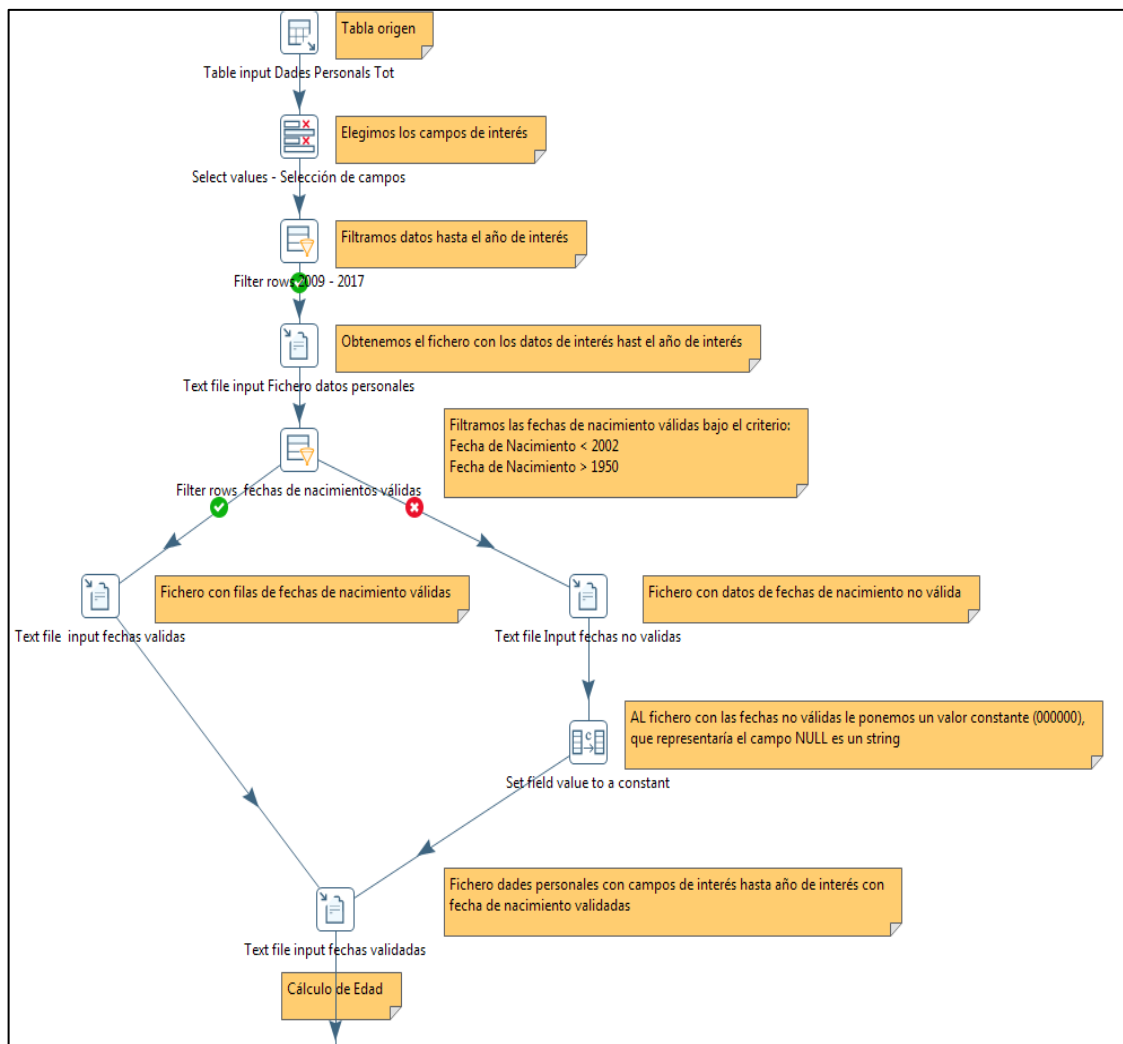 Tabla origen
Table input Dades Personals Tot
Elegimos los campos de interés
Select values - Selección de campos
Filtramos datos hasta el año de interés
Filter rows 2009 - 2017
Obtenemos el fichero con los datos de interés hast el año de interés
Text file input Fichero datos personales
Filtramos las fechas de nacimiento válidas bajo el criterio:
Fecha de Nacimiento < 2002
Fecha de Nacimiento > 1950
Filter rows fechas de nacimientos válidas
Fichero con filas de fechas de nacimiento válidas
Fichero con datos de fechas de nacimiento no válida
Text file input fechas validas
Text file Input fechas no validas
AL fichero con las fechas no válidas le ponemos un valor constante (000000),
que representaría el campo NULL es un string
Set field value to a constant
Fichero dades personales con campos de interés hasta año de interés con
fecha de nacimiento validadas
Text file input fechas validadas
Cálculo de Edad